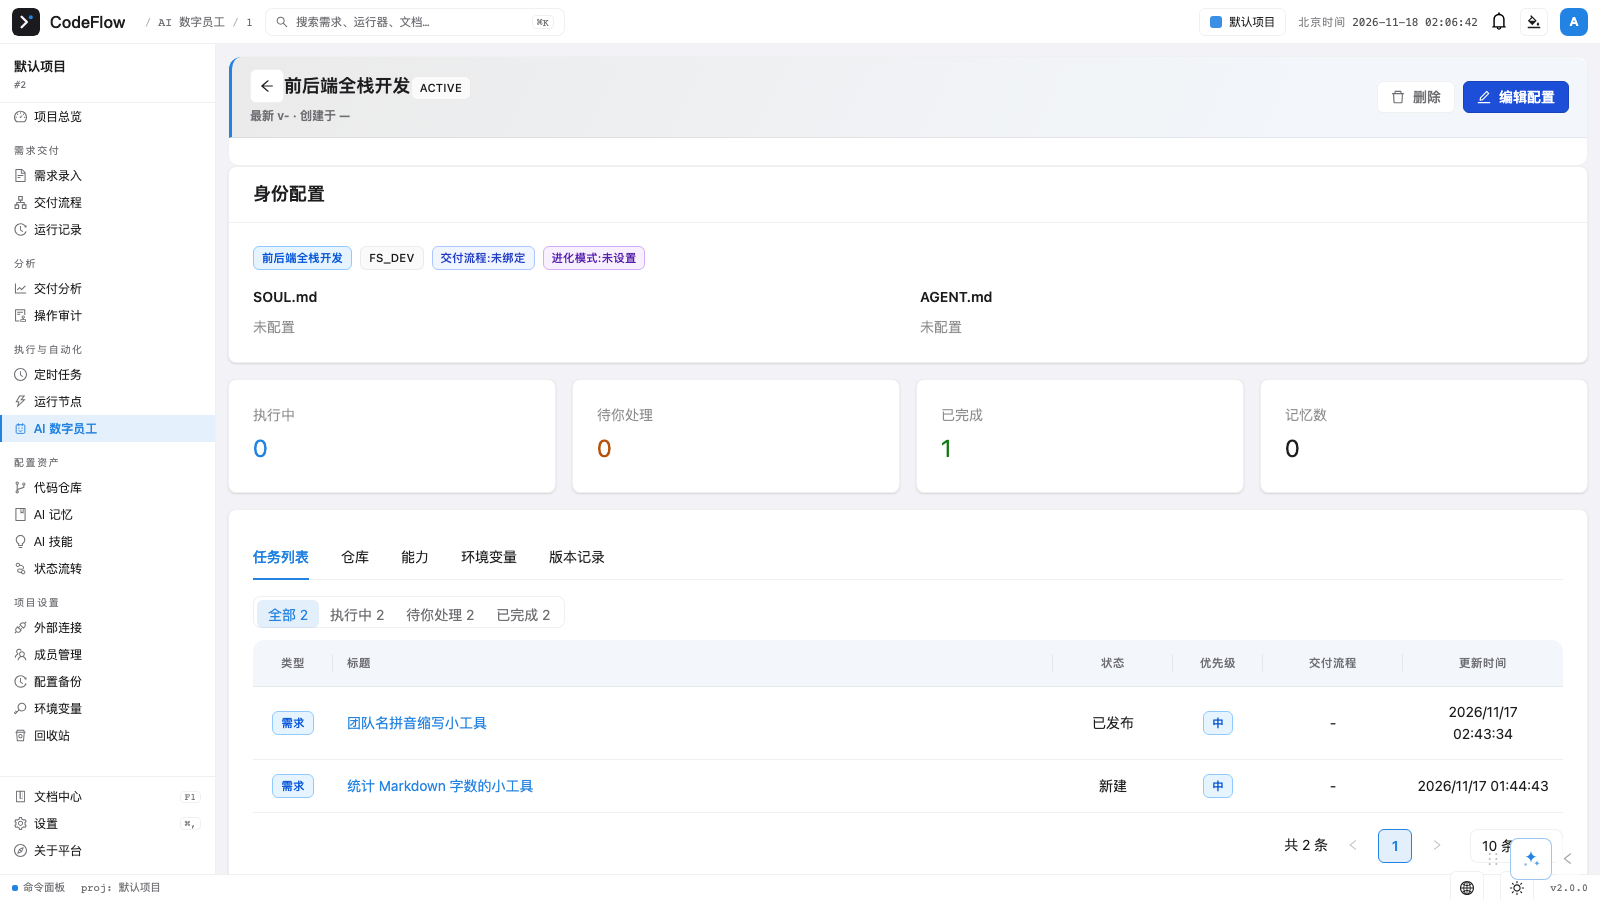 CodeFlow / AI 数字员工 / 1
搜索需求、运行器、文档... ⌘K
默认项目
北京时间 2026-11-18 02:06:42
A
默认项目
#2
项目总览
需求交付
需求录入
交付流程
运行记录
分析
交付分析
操作审计
执行与自动化
定时任务
运行节点
AI 数字员工
配置资产
代码仓库
AI 记忆
AI 技能
状态流转
项目设置
外部连接
成员管理
配置备份
环境变量
回收站
文档中心 F1
设置 ⌘,
关于平台
前后端全栈开发 ACTIVE
最新 v- · 创建于 —
删除
编辑配置
身份配置
前后端全栈开发 FS_DEV 交付流程:未绑定 进化模式:未设置
SOUL.md
未配置
AGENT.md
未配置
执行中
0
待你处理
0
已完成
1
记忆数
0
任务列表 仓库 能力 环境变量 版本记录
全部 2 执行中 2 待你处理 2 已完成 2
类型 标题 状态 优先级 交付流程 更新时间
需求 团队名拼音缩写小工具 已发布 中 - 2026/11/17
02:43:34
需求 统计 Markdown 字数的小工具 新建 中 - 2026/11/17 01:44:43
共 2 条 < 1 > 10
命令面板 proj: 默认项目
v2.0.0